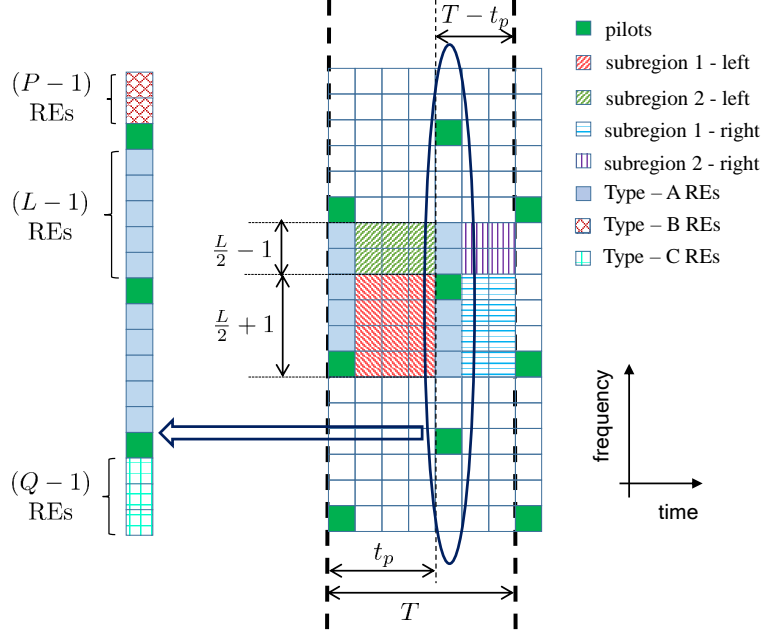 T − t_p
(P − 1)
REs
(L − 1)
REs
(Q − 1)
REs
L/2 − 1
L/2 + 1
t_p
T
pilots
subregion 1 - left
subregion 2 - left
subregion 1 - right
subregion 2 - right
Type – A REs
Type – B REs
Type – C REs
frequency
time